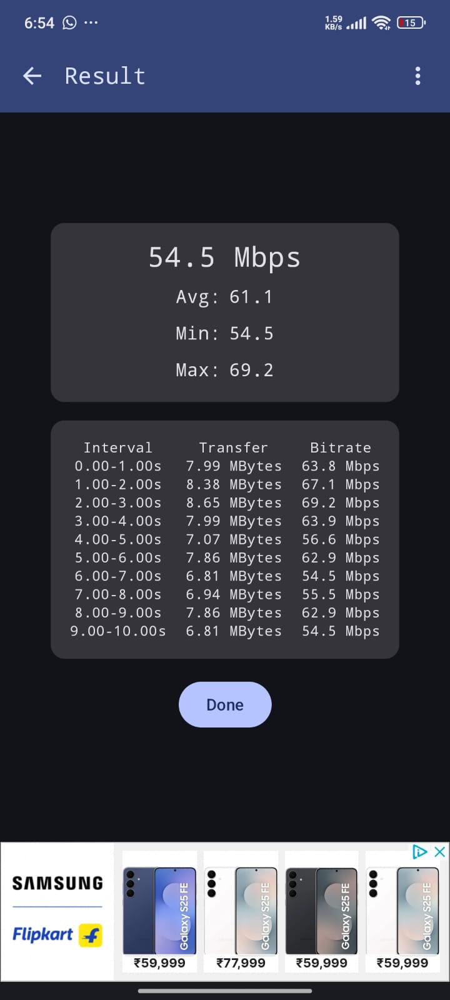 6:54 ... 1.59 KB/s 15
Result
54.5 Mbps
Avg: 61.1
Min: 54.5
Max: 69.2
Interval Transfer Bitrate
0.00-1.00s 7.99 MBytes 63.8 Mbps
1.00-2.00s 8.38 MBytes 67.1 Mbps
2.00-3.00s 8.65 MBytes 69.2 Mbps
3.00-4.00s 7.99 MBytes 63.9 Mbps
4.00-5.00s 7.07 MBytes 56.6 Mbps
5.00-6.00s 7.86 MBytes 62.9 Mbps
6.00-7.00s 6.81 MBytes 54.5 Mbps
7.00-8.00s 6.94 MBytes 55.5 Mbps
8.00-9.00s 7.86 MBytes 62.9 Mbps
9.00-10.00s 6.81 MBytes 54.5 Mbps
Done
SAMSUNG
Flipkart
Galaxy S25 FE
Galaxy S25 FE
Galaxy S25 FE
Galaxy S25 FE
₹59,999 ₹77,999 ₹59,999 ₹59,999